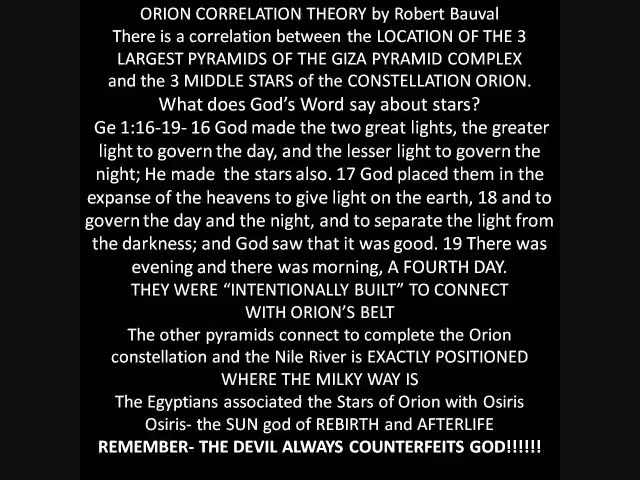 ORION CORRELATION THEORY by Robert Bauval
There is a correlation between the LOCATION OF THE 3
LARGEST PYRAMIDS OF THE GIZA PYRAMID COMPLEX
and the 3 MIDDLE STARS of the CONSTELLATION ORION.
What does God's Word say about stars?
Ge 1:16-19- 16 God made the two great lights, the greater
light to govern the day, and the lesser light to govern the
night; He made  the stars also. 17 God placed them in the
expanse of the heavens to give light on the earth, 18 and to
govern the day and the night, and to separate the light from
the darkness; and God saw that it was good. 19 There was
evening and there was morning, A FOURTH DAY.
THEY WERE “INTENTIONALLY BUILT” TO CONNECT
WITH ORION'S BELT
The other pyramids connect to complete the Orion
constellation and the Nile River is EXACTLY POSITIONED
WHERE THE MILKY WAY IS
The Egyptians associated the Stars of Orion with Osiris
Osiris- the SUN god of REBIRTH and AFTERLIFE
REMEMBER- THE DEVIL ALWAYS COUNTERFEITS GOD!!!!!!